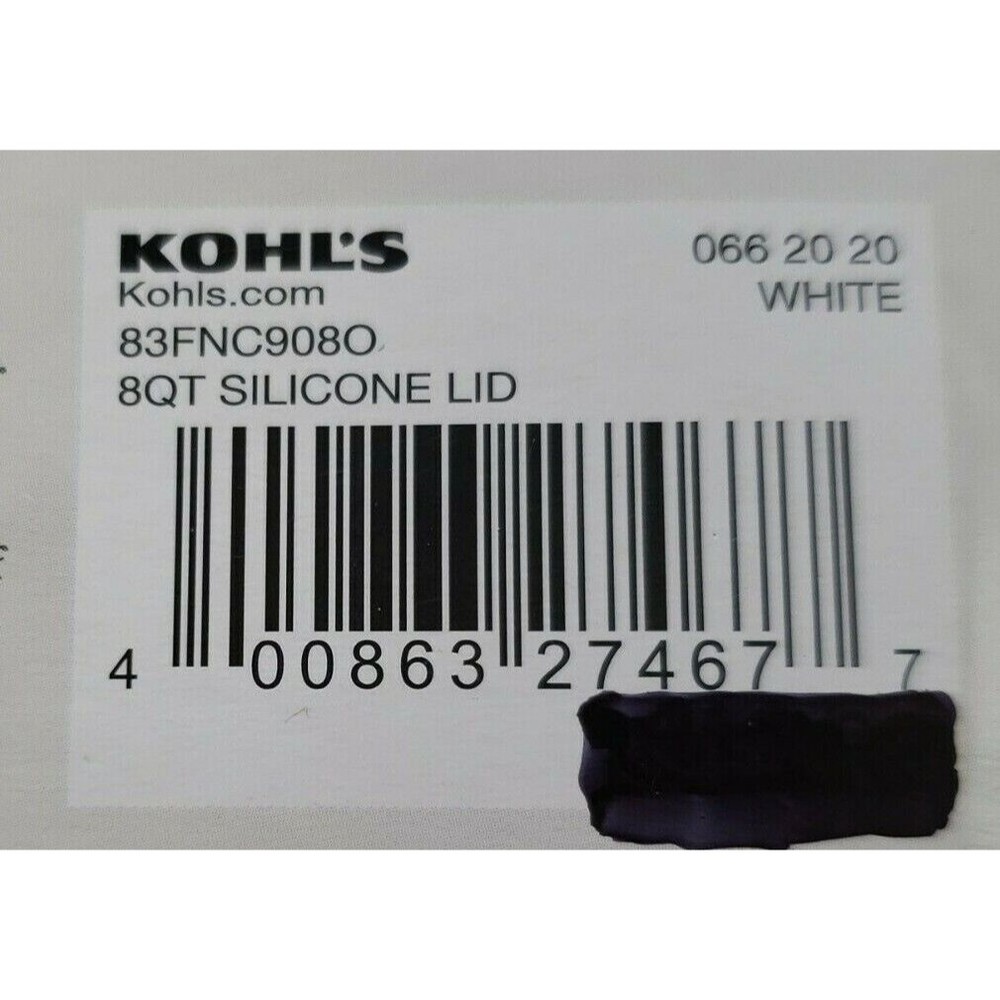 KOHL'S
Kohls.com
83FNC908O
8QT SILICONE LID
066 20 20
WHITE
4 00863 27467 7